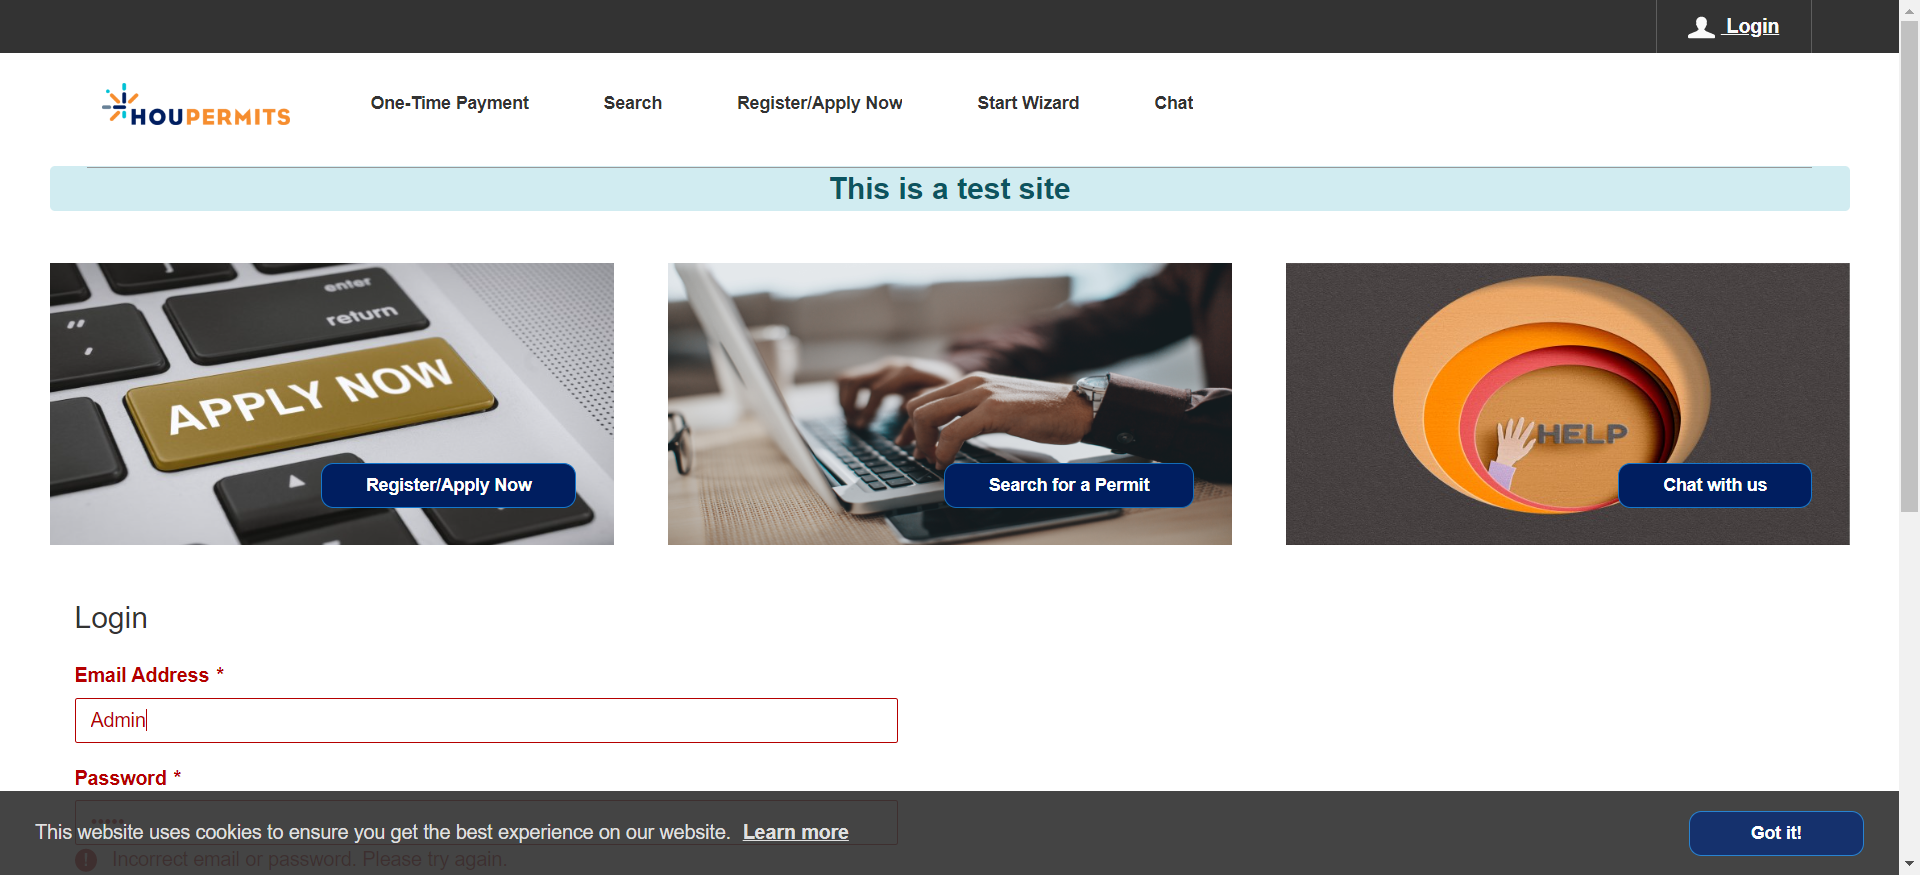 Login
HOUPERMITS
One-Time Payment
Search
Register/Apply Now
Start Wizard
Chat
This is a test site
enter
return
APPLY NOW
Register/Apply Now
Search for a Permit
HELP
Chat with us
Login
Email Address *
Admin
Password *
This website uses cookies to ensure you get the best experience on our website. Learn more
Got it!
Incorrect email or password. Please try again.